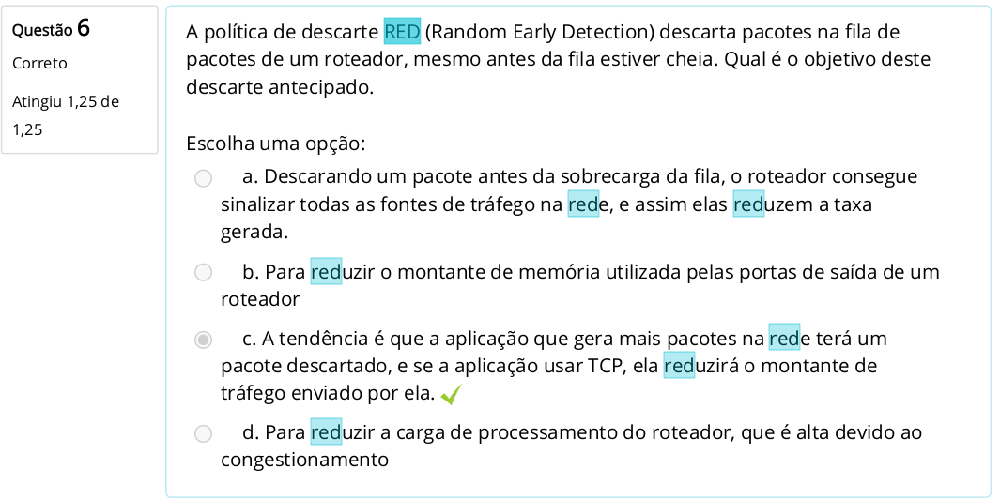 Questão 6
Correto
Atingiu 1,25 de
1,25
A política de descarte RED (Random Early Detection) descarta pacotes na fila de
pacotes de um roteador, mesmo antes da fila estiver cheia. Qual é o objetivo deste
descarte antecipado.
Escolha uma opção:
a. Descarando um pacote antes da sobrecarga da fila, o roteador consegue
sinalizar todas as fontes de tráfego na rede, e assim elas reduzem a taxa
gerada.
b. Para reduzir o montante de memória utilizada pelas portas de saída de um
roteador
c. A tendência é que a aplicação que gera mais pacotes na rede terá um
pacote descartado, e se a aplicação usar TCP, ela reduzirá o montante de
tráfego enviado por ela.
d. Para reduzir a carga de processamento do roteador, que é alta devido ao
congestionamento